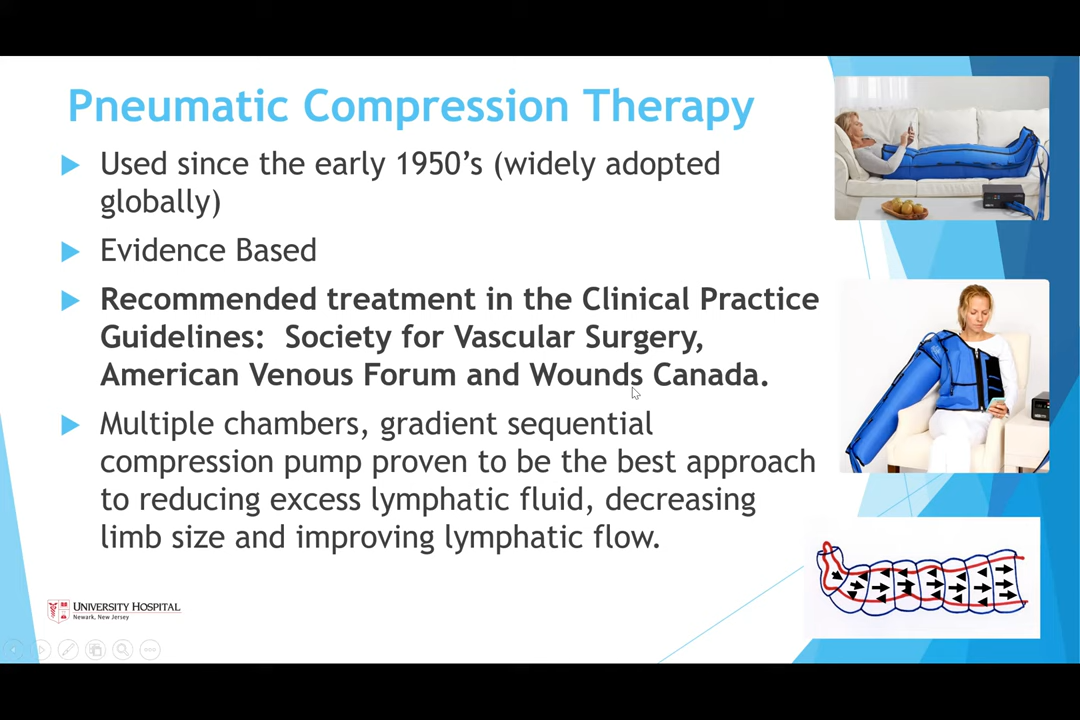 Pneumatic Compression Therapy
Used since the early 1950’s (widely adopted
globally)
Evidence Based
Recommended treatment in the Clinical Practice
Guidelines:  Society for Vascular Surgery,
American Venous Forum and Wounds Canada.
Multiple chambers, gradient sequential
compression pump proven to be the best approach
to reducing excess lymphatic fluid, decreasing
limb size and improving lymphatic flow.
UNIVERSITY HOSPITAL
Newark, New Jersey